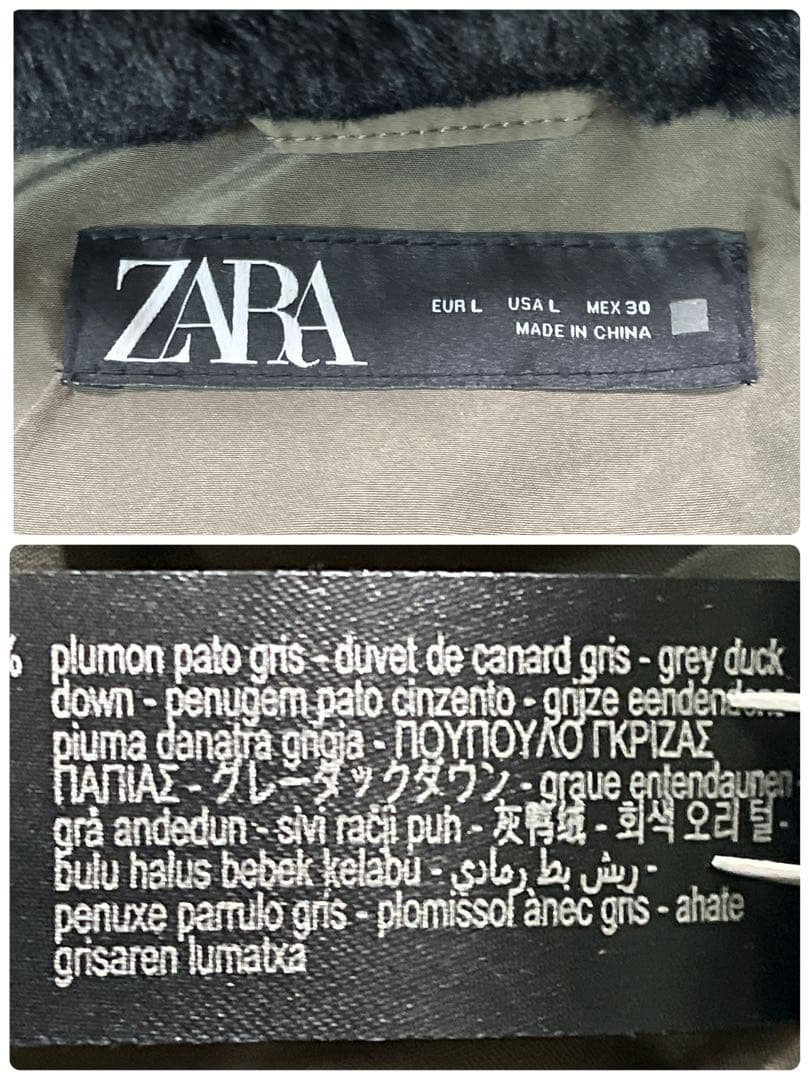 ZARA
EUR L USA L MEX 30
MADE IN CHINA
% plumon pato gris - duvet de canard gris - grey duck
down - penugem pato cinzento - grijze eendendons
piuma danatra grigia - ΠΟΥΠΟΥΛΟ ΓΚΡΙΖΑΣ
ΠΑΠΙΑΣ - グレーダックダウン - graue entendaunen
grå andedun - sivi račji puh - 灰鸭绒 - 회색 오리 털 -
bulu halus bebek kelabu - ريش بط رمادي -
penuxe parrulo gris - plomissol ànec gris - ahate
grisaren lumatxa